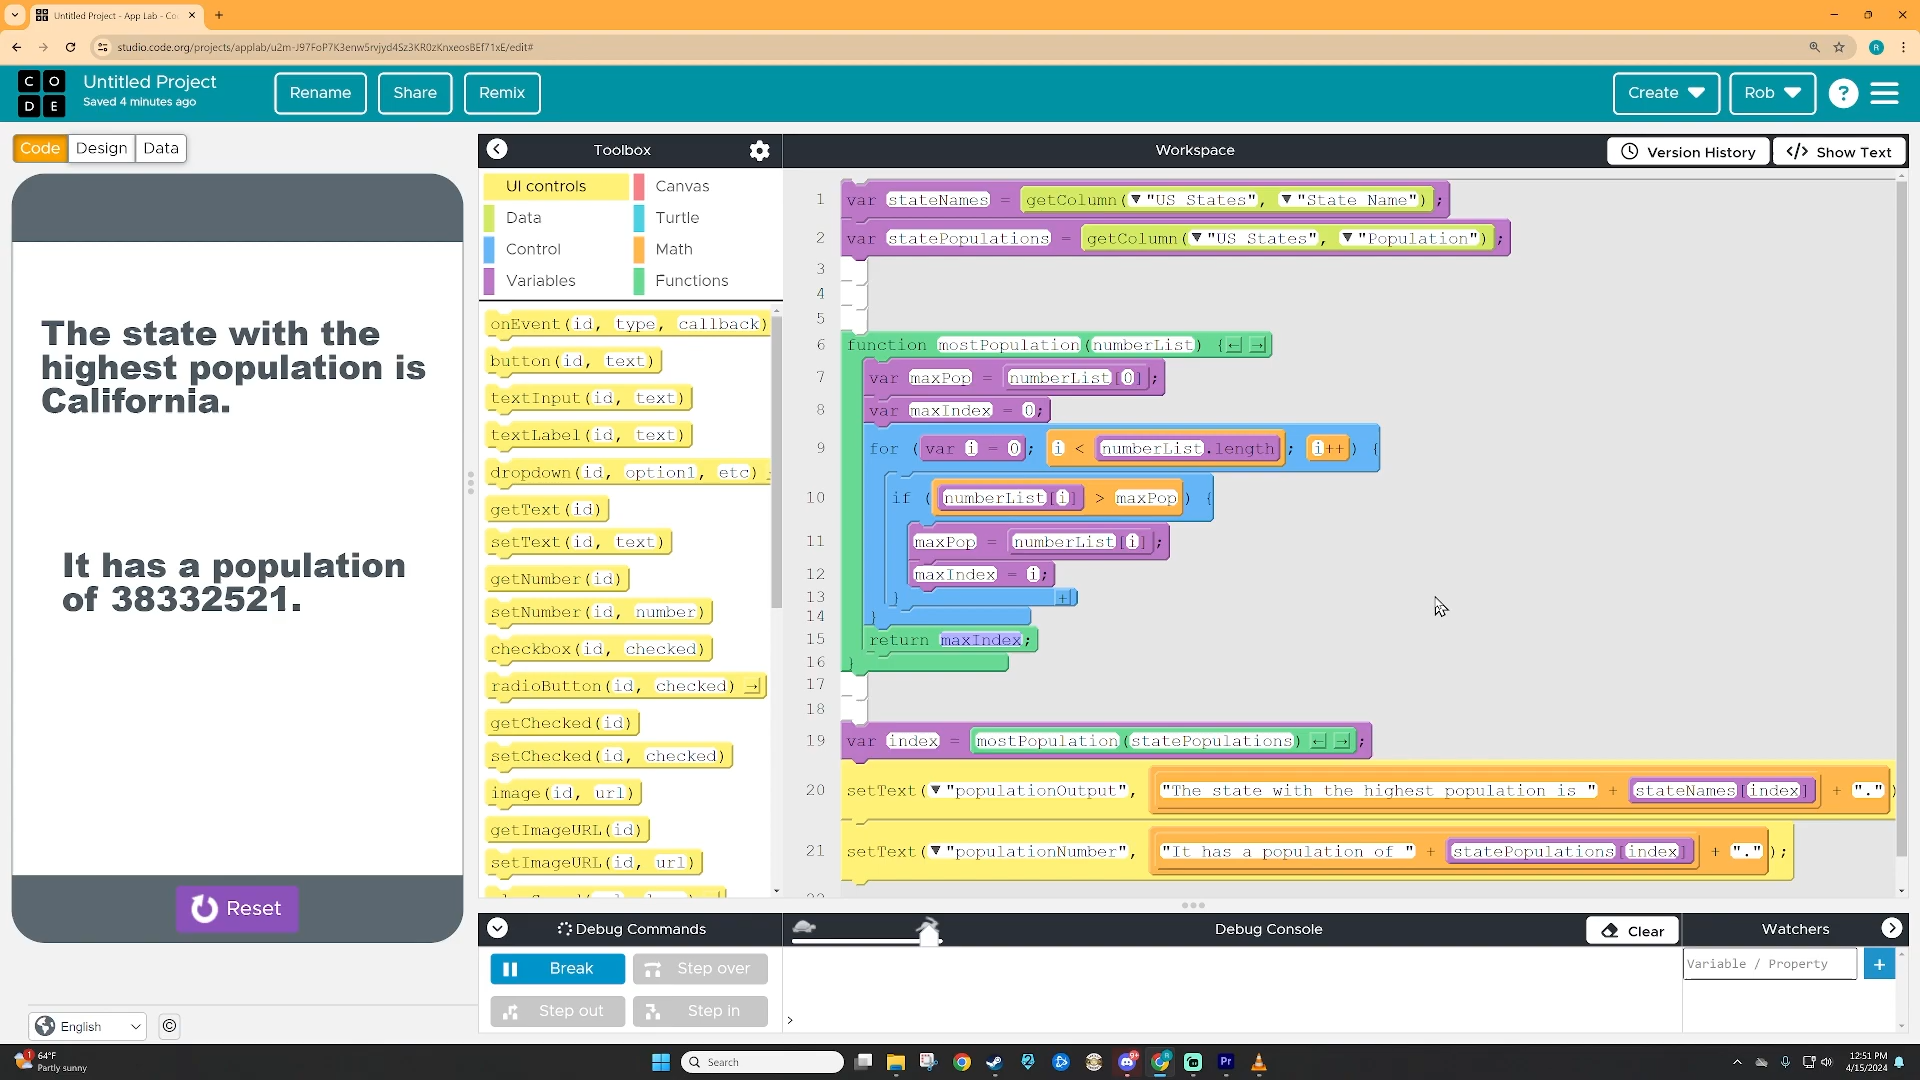 Untitled Project - App Lab - Co
studio.code.org/projects/applab/u2m-J97FoP7K3enw5rvjyd4Sz3KR0zKnxeosBEf71xE/edit#
R
CO
DE
Untitled Project
Saved 4 minutes ago
Rename
Share
Remix
Create
Rob
?
Code
Design
Data
Toolbox
Workspace
Version History
Show Text
The state with the
highest population is
California.
It has a population
of 38332521.
Reset
UI controls
Canvas
Data
Turtle
Control
Math
Variables
Functions
onEvent(id, type, callback)
button(id, text)
textInput(id, text)
textLabel(id, text)
dropdown(id, option1, etc)
getText(id)
setText(id, text)
getNumber(id)
setNumber(id, number)
checkbox(id, checked)
radioButton(id, checked)
getChecked(id)
setChecked(id, checked)
image(id, url)
getImageURL(id)
setImageURL(id, url)
1 var stateNames = getColumn("US States", "State Name");
2 var statePopulations = getColumn("US States", "Population");
3
4
5
6 function mostPopulation(numberList) {
7 var maxPop = numberList[0];
8 var maxIndex = 0;
9 for (var i = 0; i < numberList.length; i++) {
10 if (numberList[i] > maxPop) {
11 maxPop = numberList[i];
12 maxIndex = i;
13 }
14 }
15 return maxIndex;
16 }
17
18
19 var index = mostPopulation(statePopulations);
20 setText("populationOutput", "The state with the highest population is " + stateNames[index] + ".")
21 setText("populationNumber", "It has a population of " + statePopulations[index] + ".");
Debug Commands
Debug Console
Clear
Watchers
Break
Step over
Step out
Step in
Variable / Property
+
>
English
©
64°F
Partly sunny
Search
12:51 PM
4/15/2024